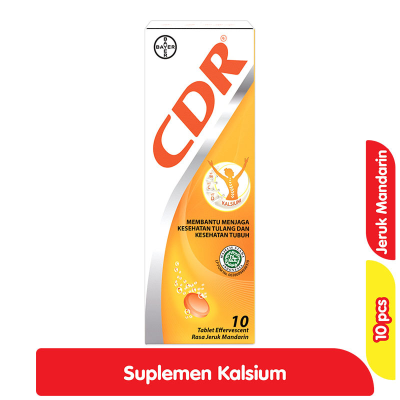 BAYER
BAYER
CDR®
KALSIUM
MEMBANTU MENJAGA
KESEHATAN TULANG DAN
KESEHATAN TUBUH
10
Tablet Effervescent
Rasa Jeruk Mandarin
Jeruk Mandarin
10 pcs
Suplemen Kalsium